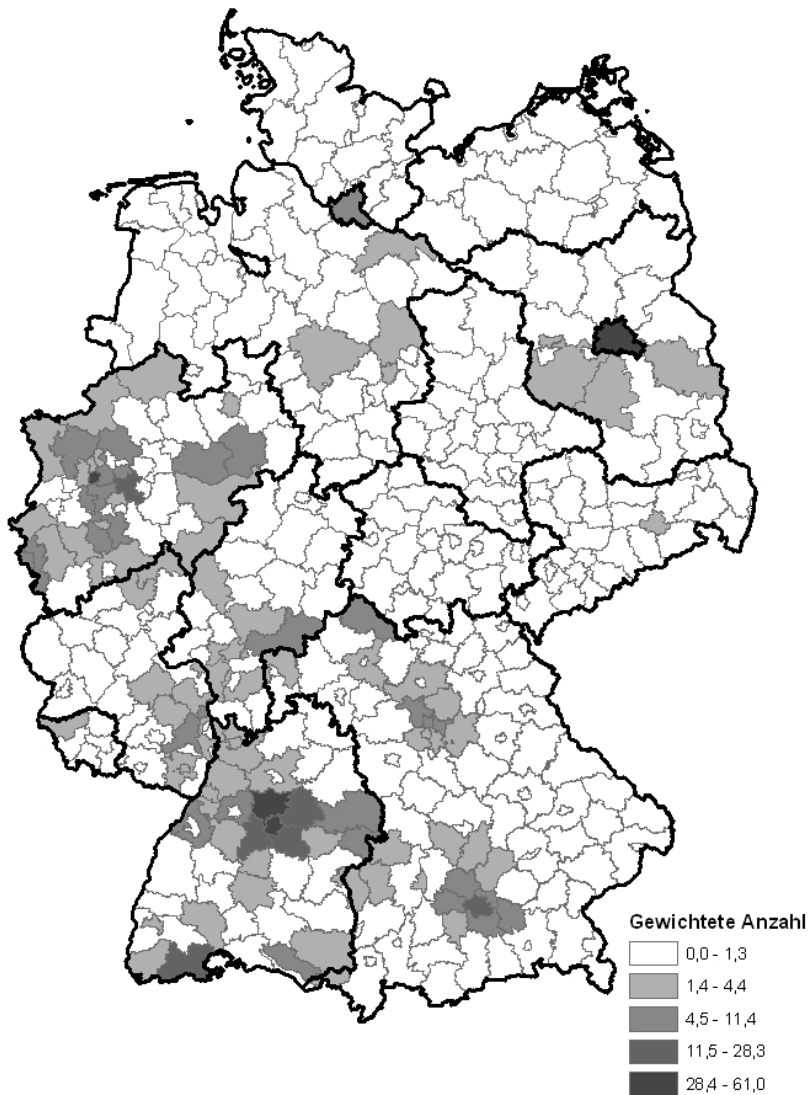 Gewichtete Anzahl
0,0 - 1,3
1,4 - 4,4
4,5 - 11,4
11,5 - 28,3
28,4 - 61,0